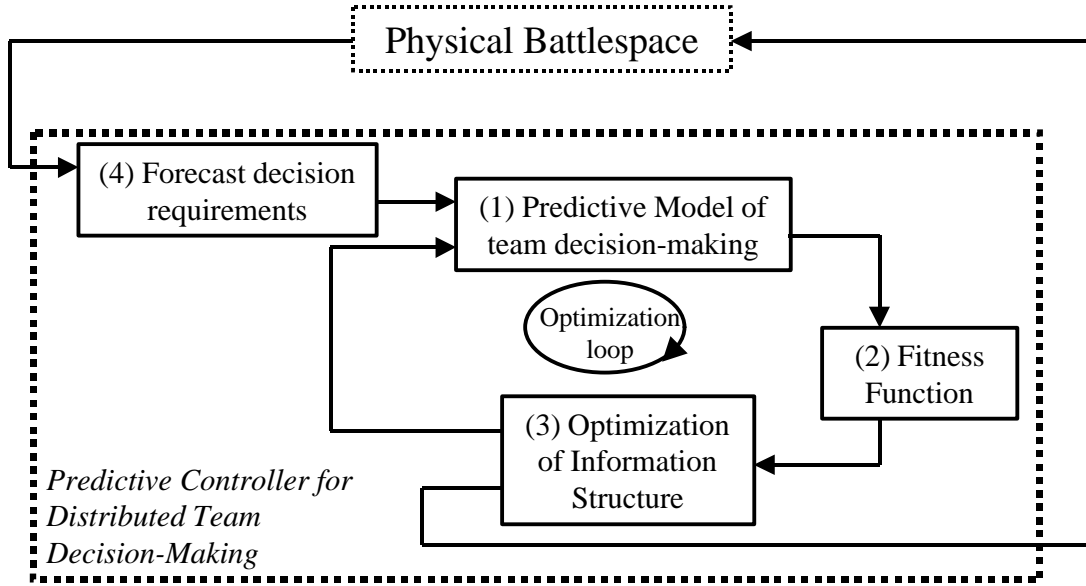 Physical Battlespace
(4) Forecast decision
requirements
(1) Predictive Model of
team decision-making
Optimization
loop
(2) Fitness
Function
(3) Optimization
of Information
Structure
Predictive Controller for
Distributed Team
Decision-Making